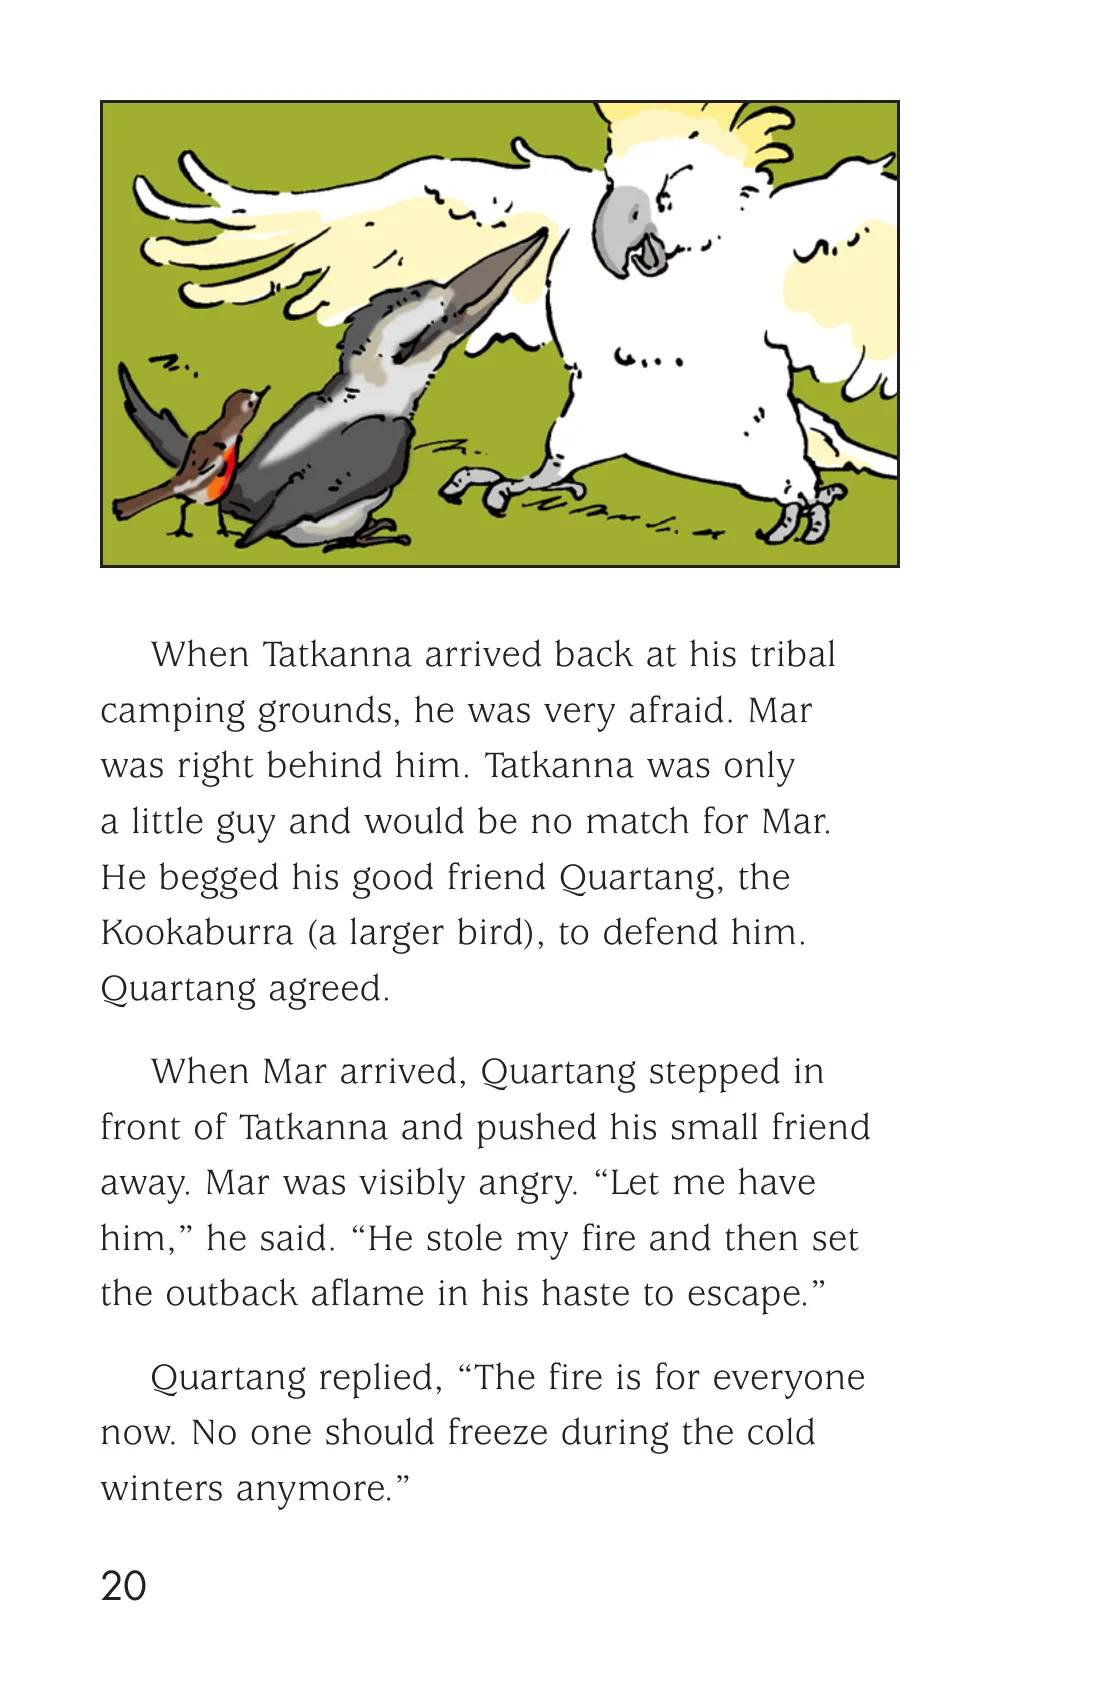 When Tatkanna arrived back at his tribal
camping grounds, he was very afraid. Mar
was right behind him. Tatkanna was only
a little guy and would be no match for Mar.
He begged his good friend Quartang, the
Kookaburra (a larger bird), to defend him.
Quartang agreed.
When Mar arrived, Quartang stepped in
front of Tatkanna and pushed his small friend
away. Mar was visibly angry. “Let me have
him,” he said. “He stole my fire and then set
the outback aflame in his haste to escape.”
Quartang replied, “The fire is for everyone
now. No one should freeze during the cold
winters anymore.”
20